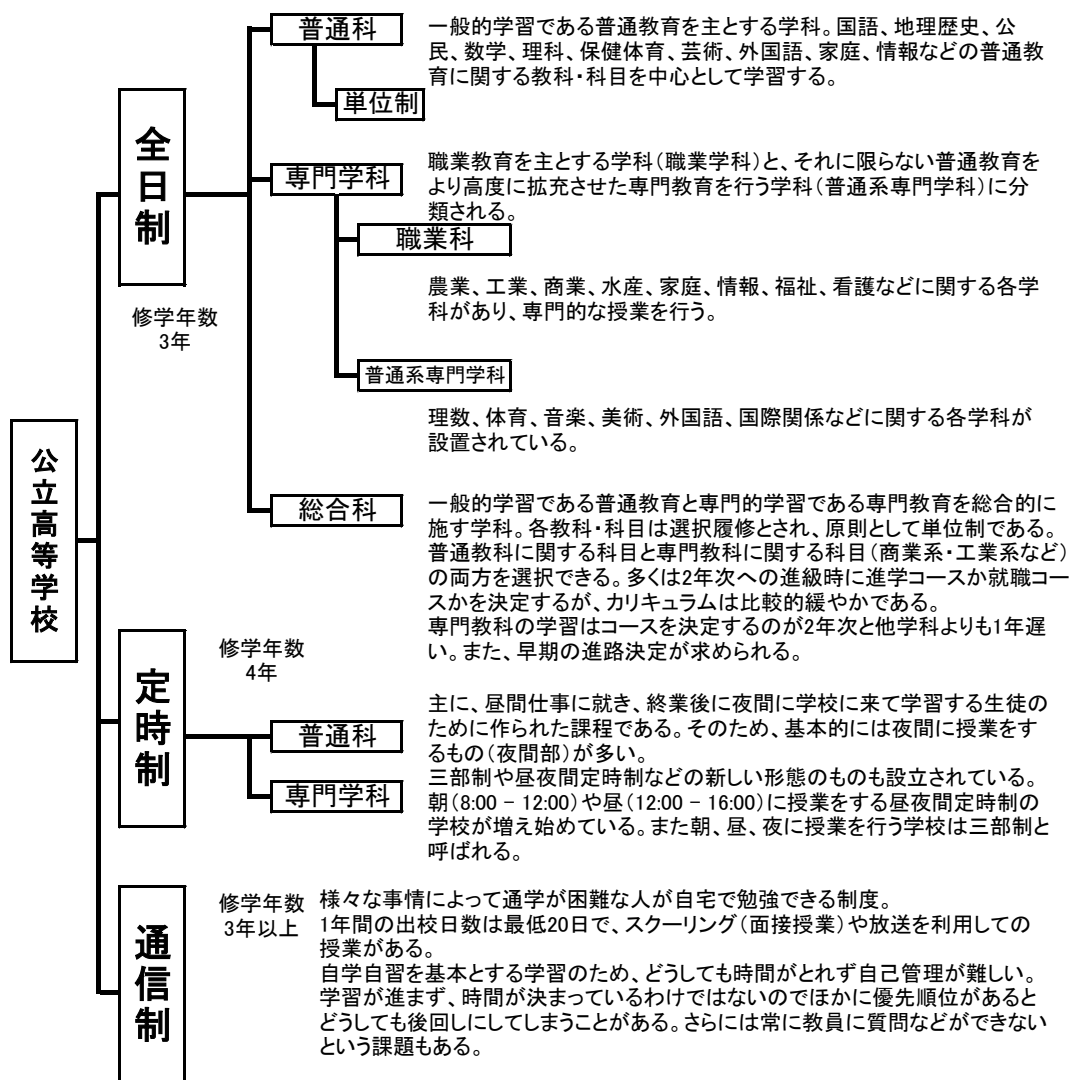 公立高等学校
全日制
修学年数
3年
普通科
一般的学習である普通教育を主とする学科。国語、地理歴史、公
民、数学、理科、保健体育、芸術、外国語、家庭、情報などの普通教
育に関する教科・科目を中心として学習する。
単位制
専門学科
職業教育を主とする学科(職業学科)と、それに限らない普通教育を
より高度に拡充させた専門教育を行う学科(普通系専門学科)に分
類される。
職業科
農業、工業、商業、水産、家庭、情報、福祉、看護などに関する各学
科があり、専門的な授業を行う。
普通系専門学科
理数、体育、音楽、美術、外国語、国際関係などに関する各学科が
設置されている。
総合科
一般的学習である普通教育と専門的学習である専門教育を総合的に
施す学科。各教科・科目は選択履修とされ、原則として単位制である。
普通教科に関する科目と専門教科に関する科目(商業系・工業系など)
の両方を選択できる。多くは2年次への進級時に進学コースか就職コー
スかを決定するが、カリキュラムは比較的緩やかである。
専門教科の学習はコースを決定するのが2年次と他学科よりも1年遅
い。また、早期の進路決定が求められる。
定時制
修学年数
4年
普通科
専門学科
主に、昼間仕事に就き、終業後に夜間に学校に来て学習する生徒の
ために作られた課程である。そのため、基本的には夜間に授業をす
るもの(夜間部)が多い。
三部制や昼夜間定時制などの新しい形態のものも設立されている。
朝(8:00 - 12:00)や昼(12:00 - 16:00)に授業をする昼夜間定時制の
学校が増え始めている。また朝、昼、夜に授業を行う学校は三部制と
呼ばれる。
通信制
修学年数
3年以上
様々な事情によって通学が困難な人が自宅で勉強できる制度。
1年間の出校日数は最低20日で、スクーリング(面接授業)や放送を利用しての
授業がある。
自学自習を基本とする学習のため、どうしても時間がとれず自己管理が難しい。
学習が進まず、時間が決まっているわけではないのでほかに優先順位があると
どうしても後回しにしてしまうことがある。さらには常に教員に質問などができない
という課題もある。